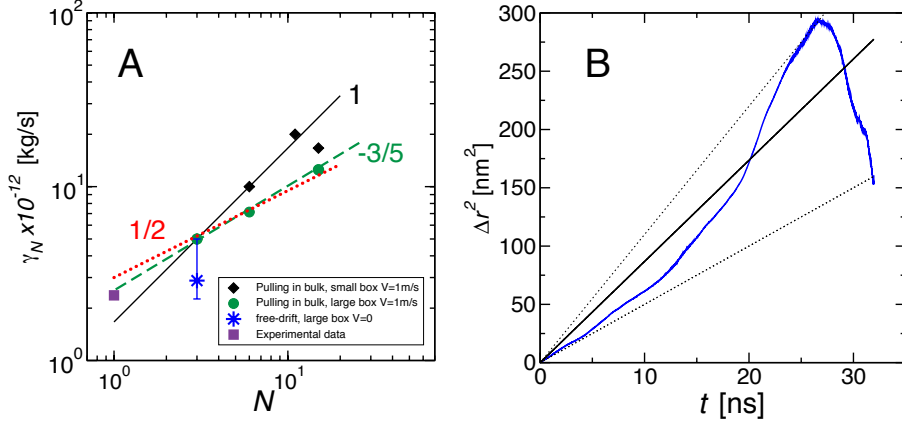 A
10²
10¹
10⁰
γ_N x10⁻¹² [kg/s]
1
-3/5
1/2
Pulling in bulk, small box V=1m/s
Pulling in bulk, large box V=1m/s
free-drift, large box V=0
Experimental data
10⁰
10¹
N
B
300
250
200
150
100
50
0
Δr² [nm²]
0
10
20
30
t [ns]